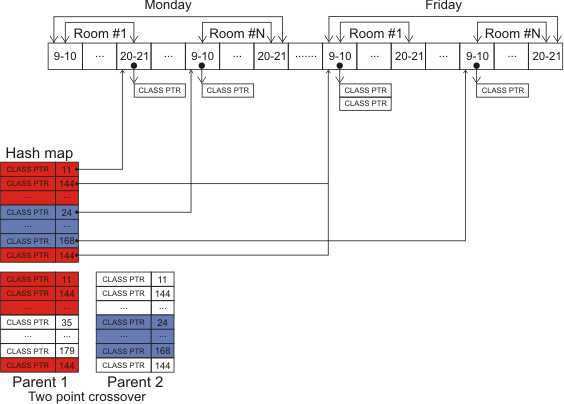 Monday Friday
Room #1 Room #N Room #1 Room #N
9-10 ... 20-21 ... 9-10 ... 20-21 ....... 9-10 ... 20-21 ... 9-10 ... 20-21
CLASS PTR CLASS PTR CLASS PTR CLASS PTR
CLASS PTR
Hash map
CLASS PTR 11
CLASS PTR 144
... ...
CLASS PTR 24
... ...
CLASS PTR 168
CLASS PTR 144
CLASS PTR 11 CLASS PTR 11
CLASS PTR 144 CLASS PTR 144
... ... ... ...
CLASS PTR 35 CLASS PTR 24
... ... ... ...
CLASS PTR 179 CLASS PTR 168
CLASS PTR 144 CLASS PTR 144
Parent 1 Parent 2
Two point crossover